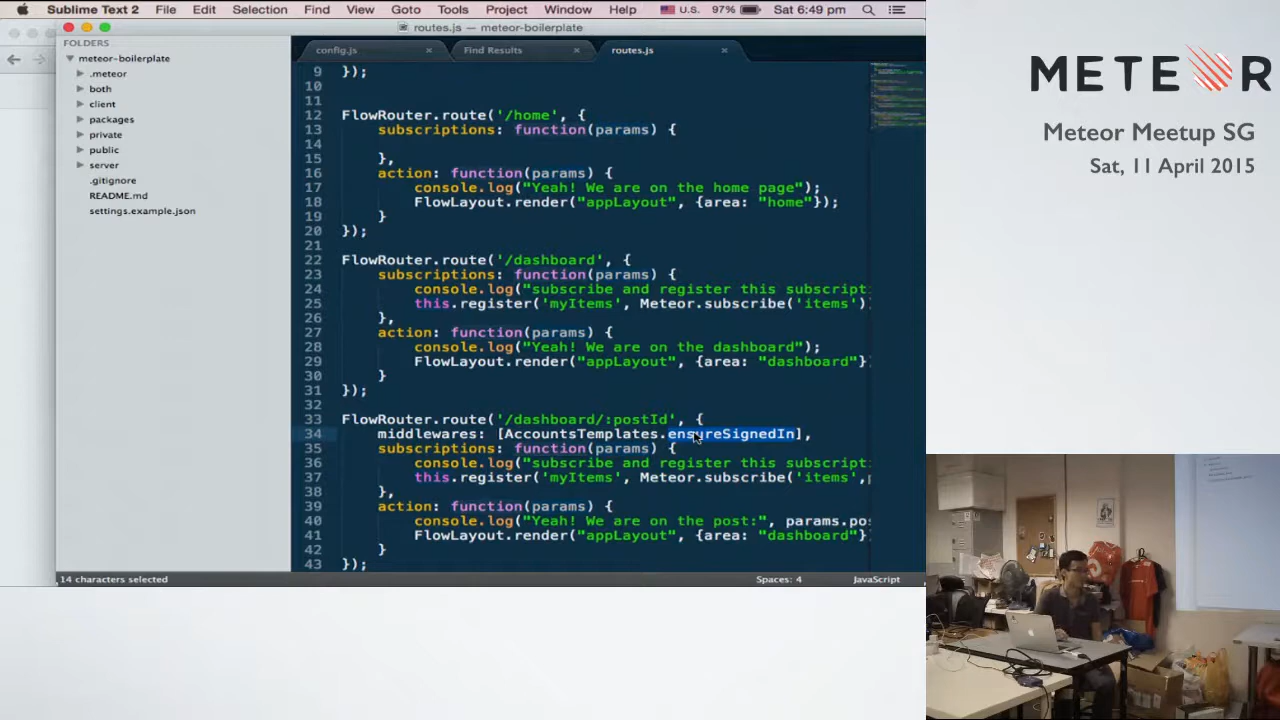 Sublime Text 2 File Edit Selection Find View Goto Tools Project Window Help U.S. 97% Sat 6:49 pm
routes.js — meteor-boilerplate
FOLDERS
meteor-boilerplate
.meteor
both
client
packages
private
public
server
.gitignore
README.md
settings.example.json
config.js × Find Results × routes.js ×
9 });
10
11
12 FlowRouter.route('/home', {
13 subscriptions: function(params) {
14
15 },
16 action: function(params) {
17 console.log("Yeah! We are on the home page");
18 FlowLayout.render("appLayout", {area: "home"});
19 }
20 });
21
22 FlowRouter.route('/dashboard', {
23 subscriptions: function(params) {
24 console.log("subscribe and register this subscript
25 this.register('myItems', Meteor.subscribe('items')
26 },
27 action: function(params) {
28 console.log("Yeah! We are on the dashboard");
29 FlowLayout.render("appLayout", {area: "dashboard"}
30 }
31 });
32
33 FlowRouter.route('/dashboard/:postId', {
34 middlewares: [AccountsTemplates.ensureSignedIn],
35 subscriptions: function(params) {
36 console.log("subscribe and register this subscript
37 this.register('myItems', Meteor.subscribe('items',
38 },
39 action: function(params) {
40 console.log("Yeah! We are on the post:", params.pos
41 FlowLayout.render("appLayout", {area: "dashboard"}
42 }
43 });
14 characters selected Spaces: 4 JavaScript
METEOR
Meteor Meetup SG
Sat, 11 April 2015